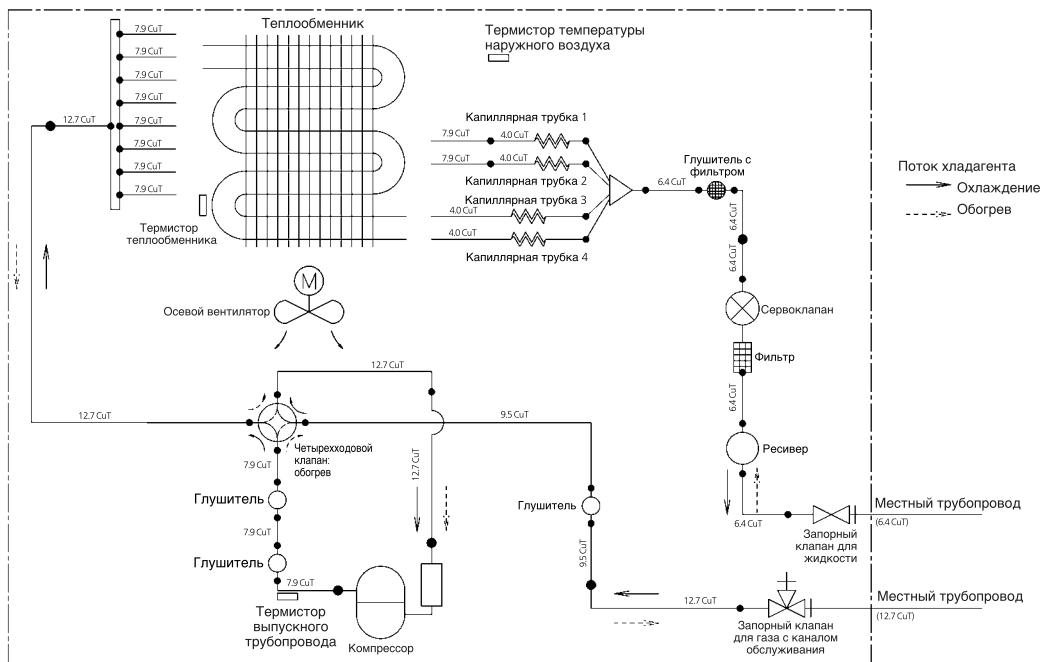 Теплообменник
Термистор температуры
наружного воздуха
7.9 CuT
7.9 CuT
7.9 CuT
7.9 CuT
7.9 CuT
7.9 CuT
7.9 CuT
7.9 CuT
12.7 CuT
Термистор
теплообменника
Капиллярная трубка 1
7.9 CuT
4.0 CuT
7.9 CuT
4.0 CuT
Капиллярная трубка 2
Капиллярная трубка 3
4.0 CuT
4.0 CuT
Капиллярная трубка 4
6.4 CuT
Глушитель с
фильтром
6.4 CuT
6.4 CuT
Поток хладагента
Охлаждение
Обогрев
M
Осевой вентилятор
Сервоклапан
Фильтр
6.4 CuT
Ресивер
12.7 CuT
12.7 CuT
9.5 CuT
Четырехходовой
клапан:
обогрев
7.9 CuT
12.7 CuT
Глушитель
7.9 CuT
Глушитель
7.9 CuT
Термистор
выпускного
трубопровода
Компрессор
Глушитель
9.5 CuT
6.4 CuT
Запорный
клапан для
жидкости
Местный трубопровод
(6.4 CuT)
12.7 CuT
Запорный клапан
для газа с каналом
обслуживания
Местный трубопровод
(12.7 CuT)